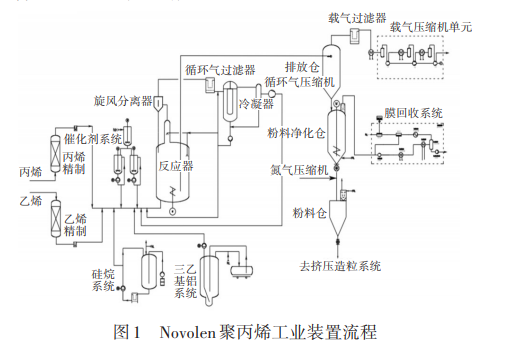 载气过滤器
载气压缩机单元
排放仓
循环气过滤器
循环气压缩机
旋风分离器
冷凝器
催化剂系统
膜回收系统
粉料净化仓
丙烯
丙烯
精制
反应器
氮气压缩机
乙烯
乙烯
精制
粉料仓
硅烷
系统
三乙
基铝
系统
去挤压造粒系统
图1 Novolen聚丙烯工业装置流程